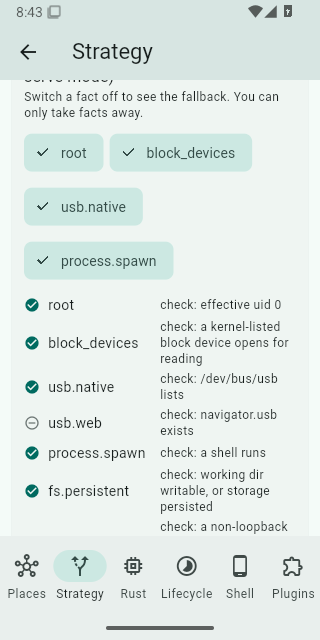 8:43
Strategy
Switch a fact off to see the fallback. You can
only take facts away.
root
block_devices
usb.native
process.spawn
root check: effective uid 0
block_devices check: a kernel-listed
block device opens for
reading
usb.native check: /dev/bus/usb
lists
usb.web check: navigator.usb
exists
process.spawn check: a shell runs
fs.persistent check: working dir
writable, or storage
persisted
check: a non-loopback
Places Strategy Rust Lifecycle Shell Plugins